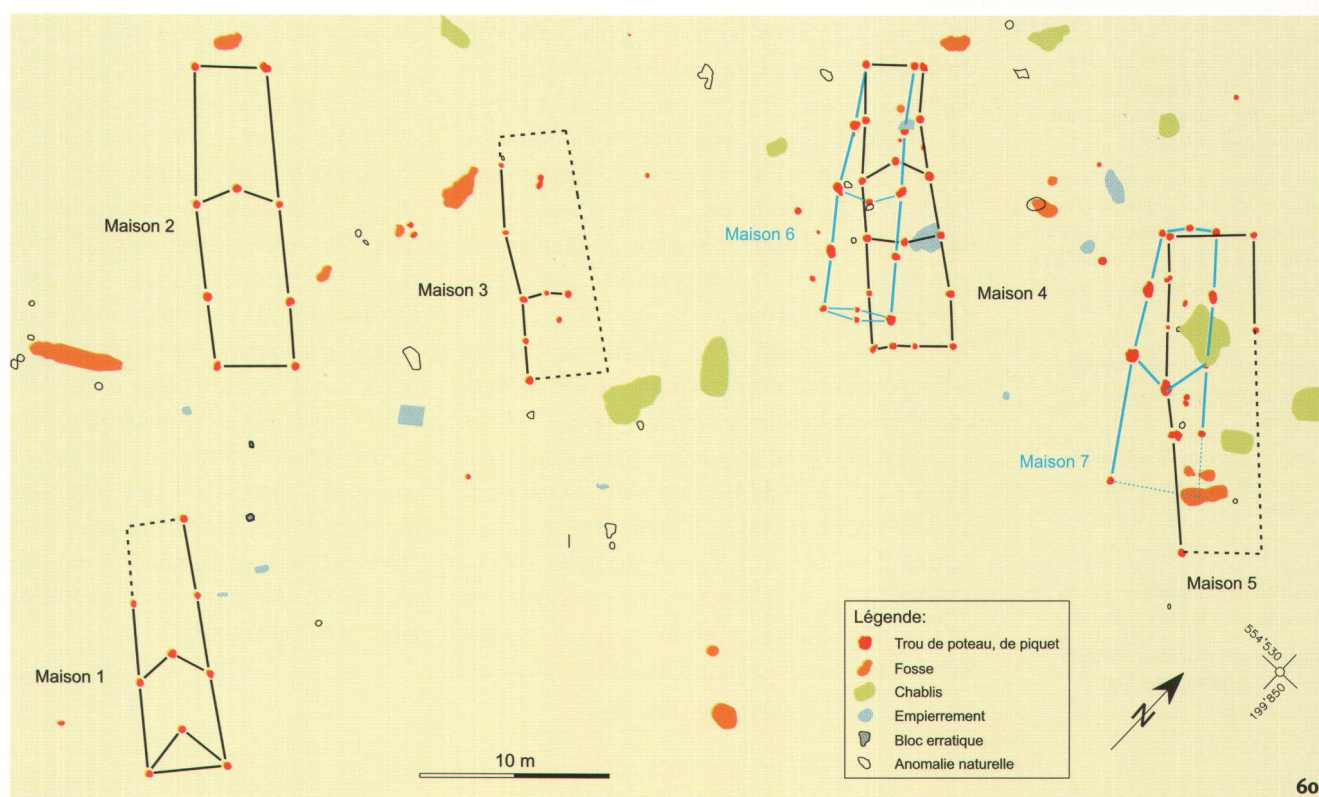 Maison 2
Maison 3
Maison 6
Maison 4
Maison 7
Maison 5
Maison 1
10 m
Légende:
Trou de poteau, de piquet
Fosse
Chablis
Empierrement
Bloc erratique
Anomalie naturelle
N
554'530
199'850
60